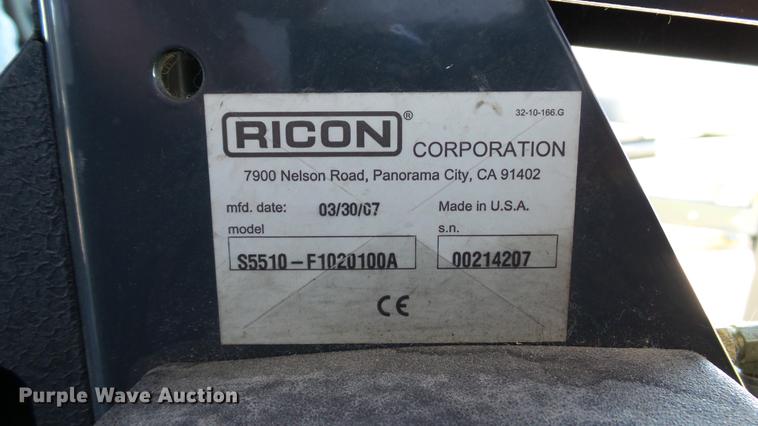 32-10-166.G
RICON®
CORPORATION
7900 Nelson Road, Panorama City, CA 91402
mfd. date: 03/30/07 Made in U.S.A.
model s.n.
S5510-F1020100A 00214207
CE
Purple Wave Auction